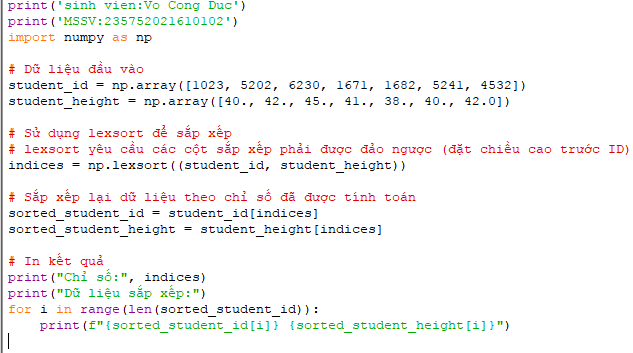 print('sinh vien:Vo Cong Duc')
print('MSSV:235752021610102')
import numpy as np
# Dữ liệu đầu vào
student_id = np.array([1023, 5202, 6230, 1671, 1682, 5241, 4532])
student_height = np.array([40., 42., 45., 41., 38., 40., 42.0])
# Sử dụng lexsort để sắp xếp
# lexsort yêu cầu các cột sắp xếp phải được đảo ngược (đặt chiều cao trước ID)
indices = np.lexsort((student_id, student_height))
# Sắp xếp lại dữ liệu theo chỉ số đã được tính toán
sorted_student_id = student_id[indices]
sorted_student_height = student_height[indices]
# In kết quả
print("Chỉ số:", indices)
print("Dữ liệu sắp xếp:")
for i in range(len(sorted_student_id)):
    print(f"{sorted_student_id[i]} {sorted_student_height[i]}")